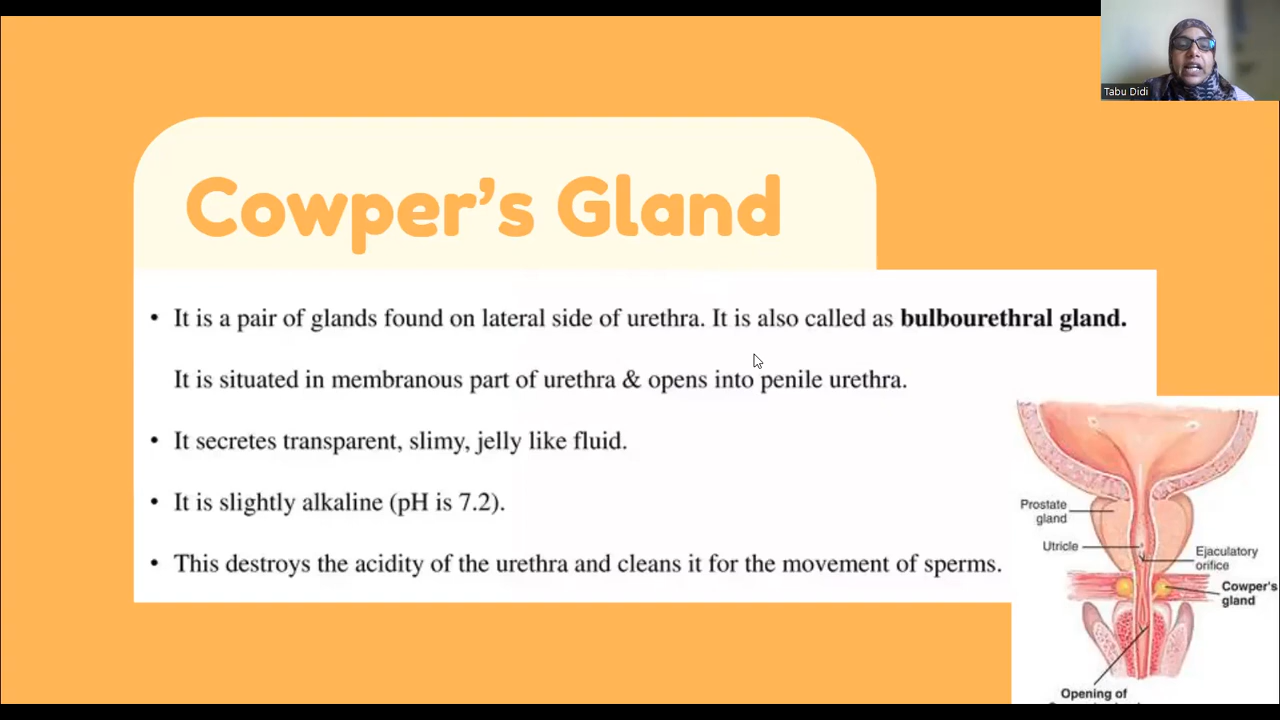 Tabu Didi
Cowper's Gland
• It is a pair of glands found on lateral side of urethra. It is also called as bulbourethral gland.
It is situated in membranous part of urethra & opens into penile urethra.
• It secretes transparent, slimy, jelly like fluid.
• It is slightly alkaline (pH is 7.2).
• This destroys the acidity of the urethra and cleans it for the movement of sperms.
Prostate
gland
Utricle
Ejaculatory
orifice
Cowper's
gland
Opening of